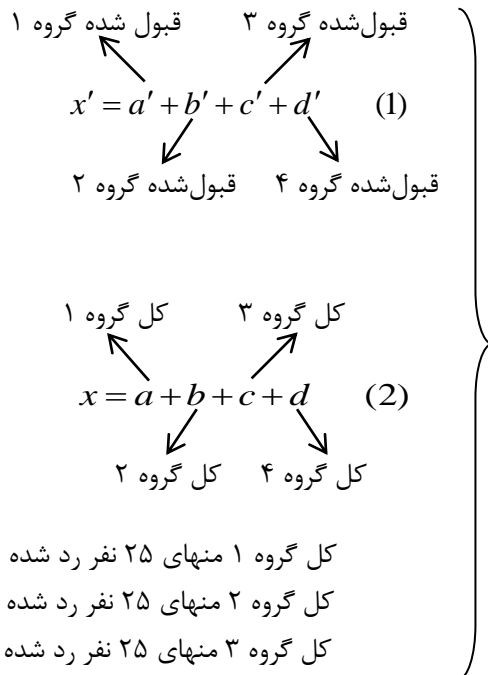 قبول شده گروه ۱ قبول‌شده گروه ۳
x′ = a′ + b′ + c′ + d′ (1)
قبول‌شده گروه ۲ قبول‌شده گروه ۴
کل گروه ۱ کل گروه ۳
x = a + b + c + d (2)
کل گروه ۲ کل گروه ۴
کل گروه ۱ منهای ۲۵ نفر رد شده
کل گروه ۲ منهای ۲۵ نفر رد شده
کل گروه ۳ منهای ۲۵ نفر رد شده